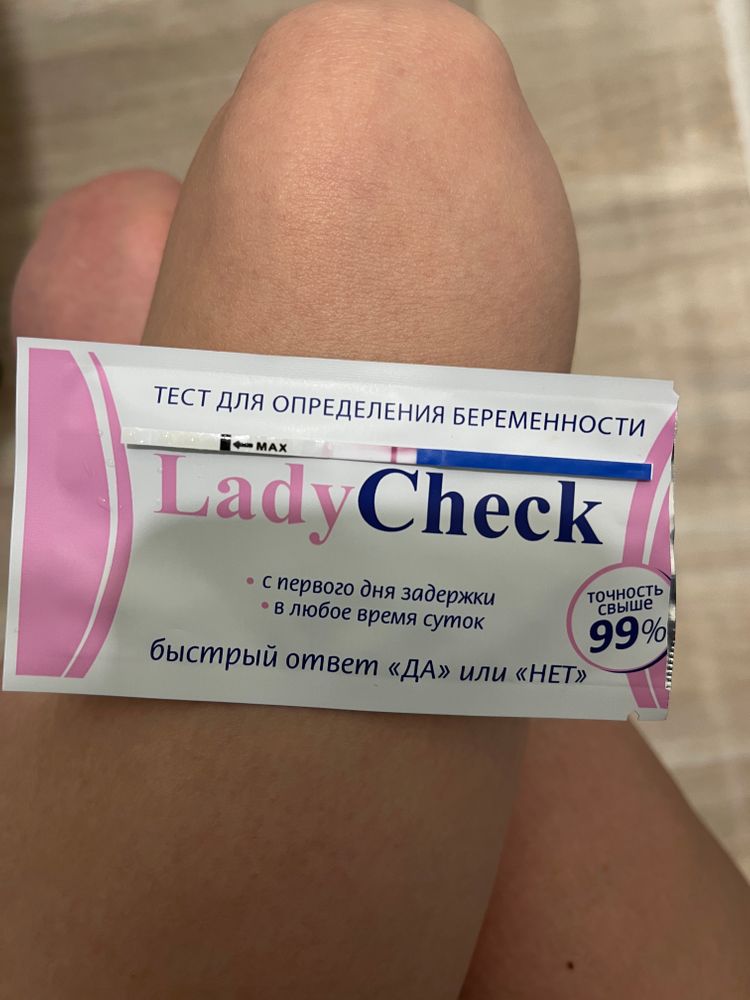 ТЕСТ ДЛЯ ОПРЕДЕЛЕНИЯ БЕРЕМЕННОСТИ
MAX
LadyCheck
• с первого дня задержки
• в любое время суток
точность
свыше
99%
быстрый ответ «ДА» или «НЕТ»